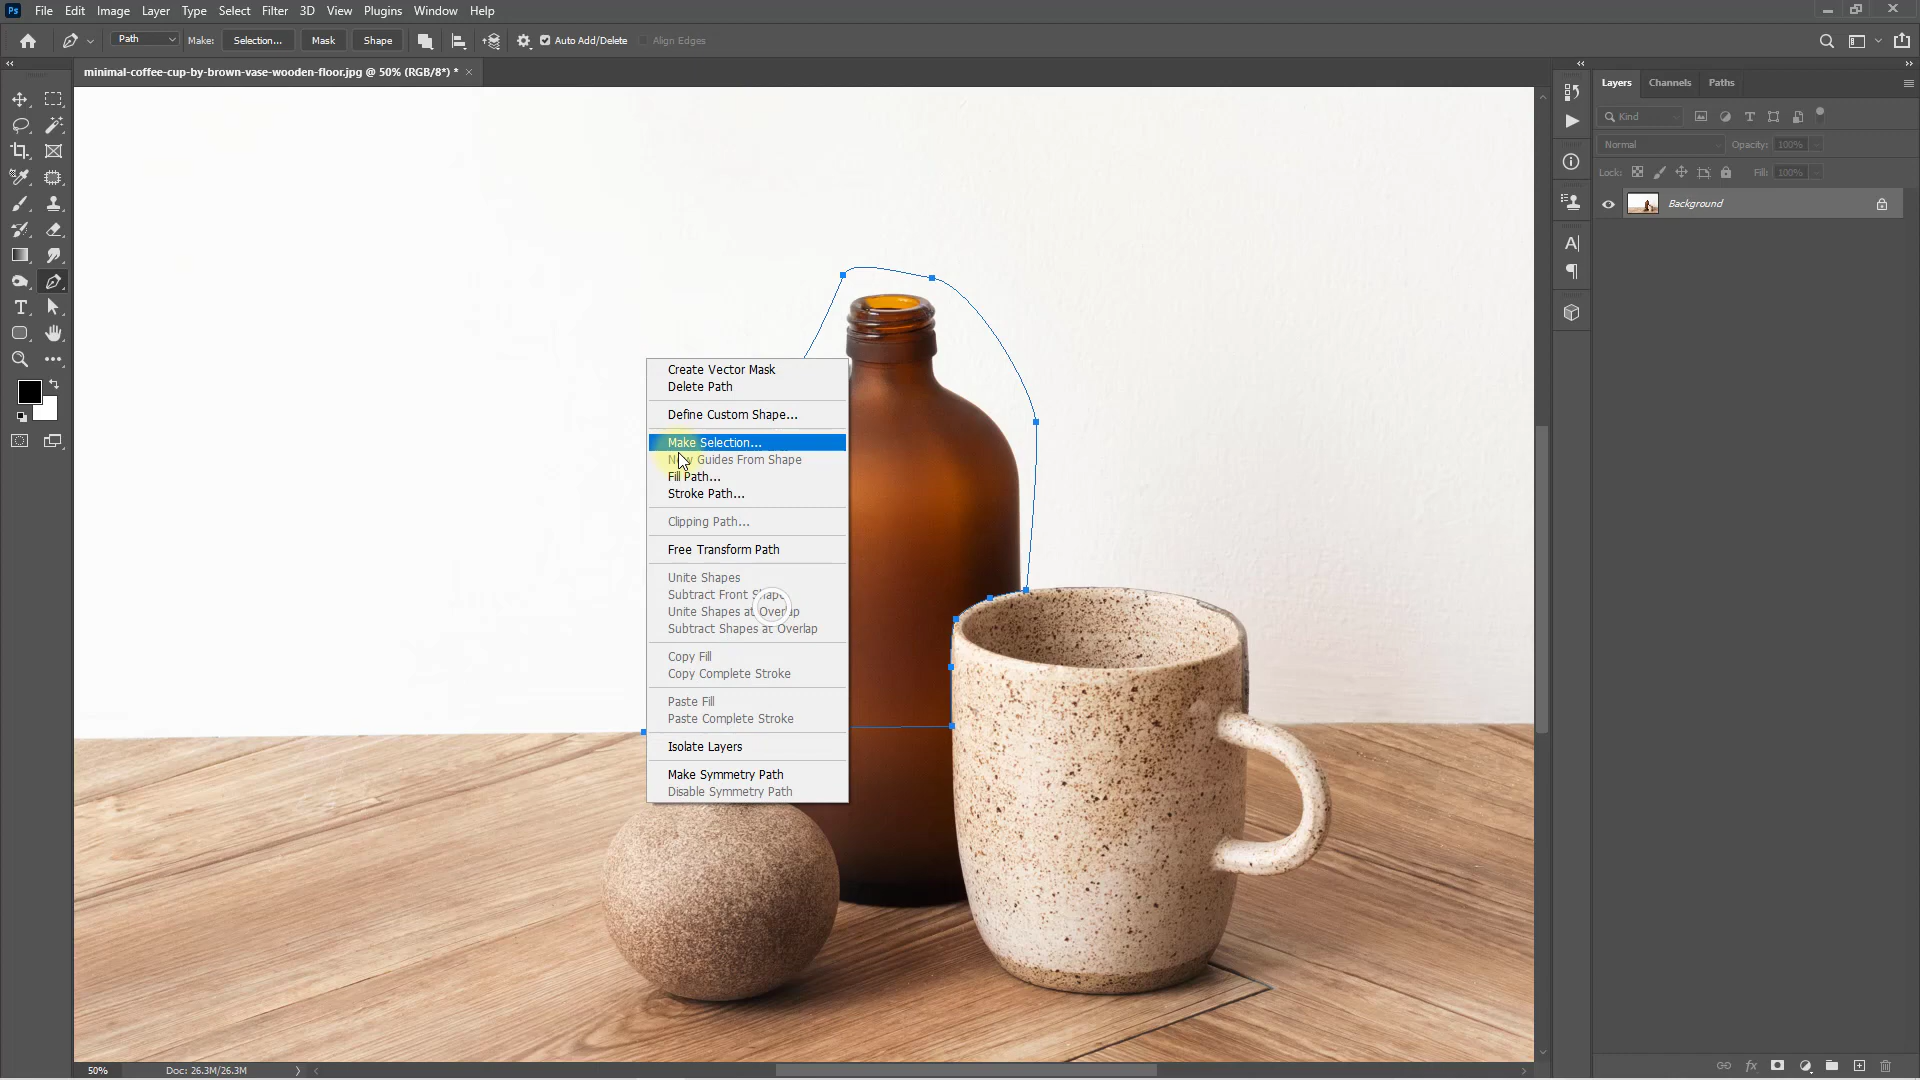 Ps File Edit Image Layer Type Select Filter 3D View Plugins Window Help
Path Make: Selection... Mask Shape Auto Add/Delete Align Edges
minimal-coffee-cup-by-brown-vase-wooden-floor.jpg @ 50% (RGB/8*) * ×
Layers Channels Paths
Kind
Normal Opacity: 100%
Lock: Fill: 100%
Background
Create Vector Mask
Delete Path
Define Custom Shape...
Make Selection...
New Guides From Shape
Fill Path...
Stroke Path...
Clipping Path...
Free Transform Path
Unite Shapes
Subtract Front Shape
Unite Shapes at Overlap
Subtract Shapes at Overlap
Copy Fill
Copy Complete Stroke
Paste Fill
Paste Complete Stroke
Isolate Layers
Make Symmetry Path
Disable Symmetry Path
50% Doc: 26.3M/26.3M